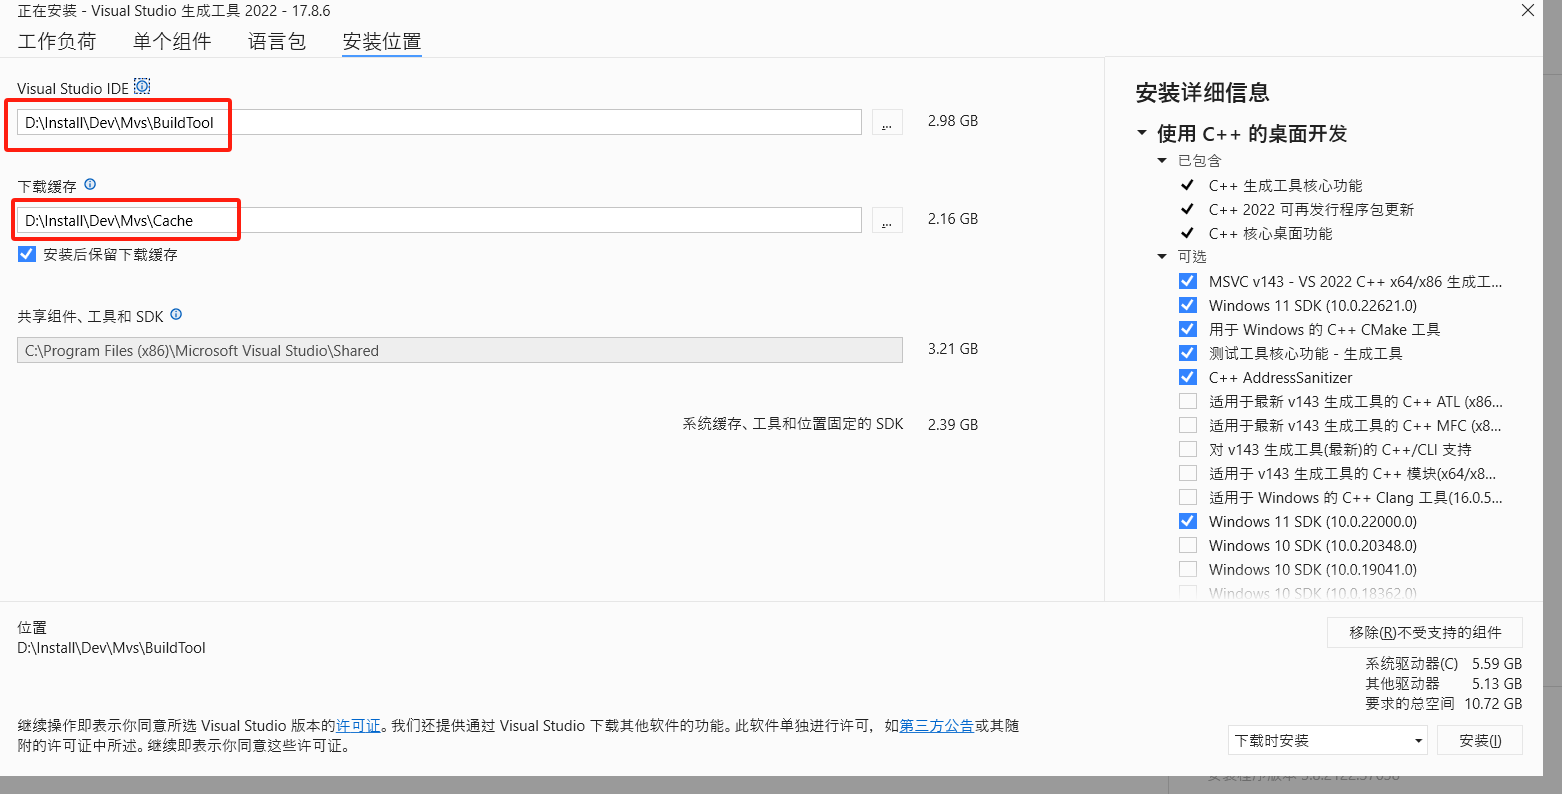 正在安装 - Visual Studio 生成工具 2022 - 17.8.6
工作负荷 单个组件 语言包 安装位置
Visual Studio IDE
D:\Install\Dev\Mvs\BuildTool
...
2.98 GB
下载缓存
D:\Install\Dev\Mvs\Cache
...
2.16 GB
安装后保留下载缓存
共享组件、工具和 SDK
C:\Program Files (x86)\Microsoft Visual Studio\Shared
3.21 GB
系统缓存、工具和位置固定的 SDK 2.39 GB
安装详细信息
使用 C++ 的桌面开发
已包含
C++ 生成工具核心功能
C++ 2022 可再发行程序包更新
C++ 核心桌面功能
可选
MSVC v143 - VS 2022 C++ x64/x86 生成工...
Windows 11 SDK (10.0.22621.0)
用于 Windows 的 C++ CMake 工具
测试工具核心功能 - 生成工具
C++ AddressSanitizer
适用于最新 v143 生成工具的 C++ ATL (x86...
适用于最新 v143 生成工具的 C++ MFC (x8...
对 v143 生成工具(最新)的 C++/CLI 支持
适用于 v143 生成工具的 C++ 模块(x64/x8...
适用于 Windows 的 C++ Clang 工具(16.0.5...
Windows 11 SDK (10.0.22000.0)
Windows 10 SDK (10.0.20348.0)
Windows 10 SDK (10.0.19041.0)
Windows 10 SDK (10.0.18362.0)
位置
D:\Install\Dev\Mvs\BuildTool
移除(R)不受支持的组件
系统驱动器(C) 5.59 GB
其他驱动器 5.13 GB
要求的总空间 10.72 GB
继续操作即表示你同意所选 Visual Studio 版本的许可证。我们还提供通过 Visual Studio 下载其他软件的功能。此软件单独进行许可，如第三方公告或其随
附的许可证中所述。继续即表示你同意这些许可证。
下载时安装
安装(I)